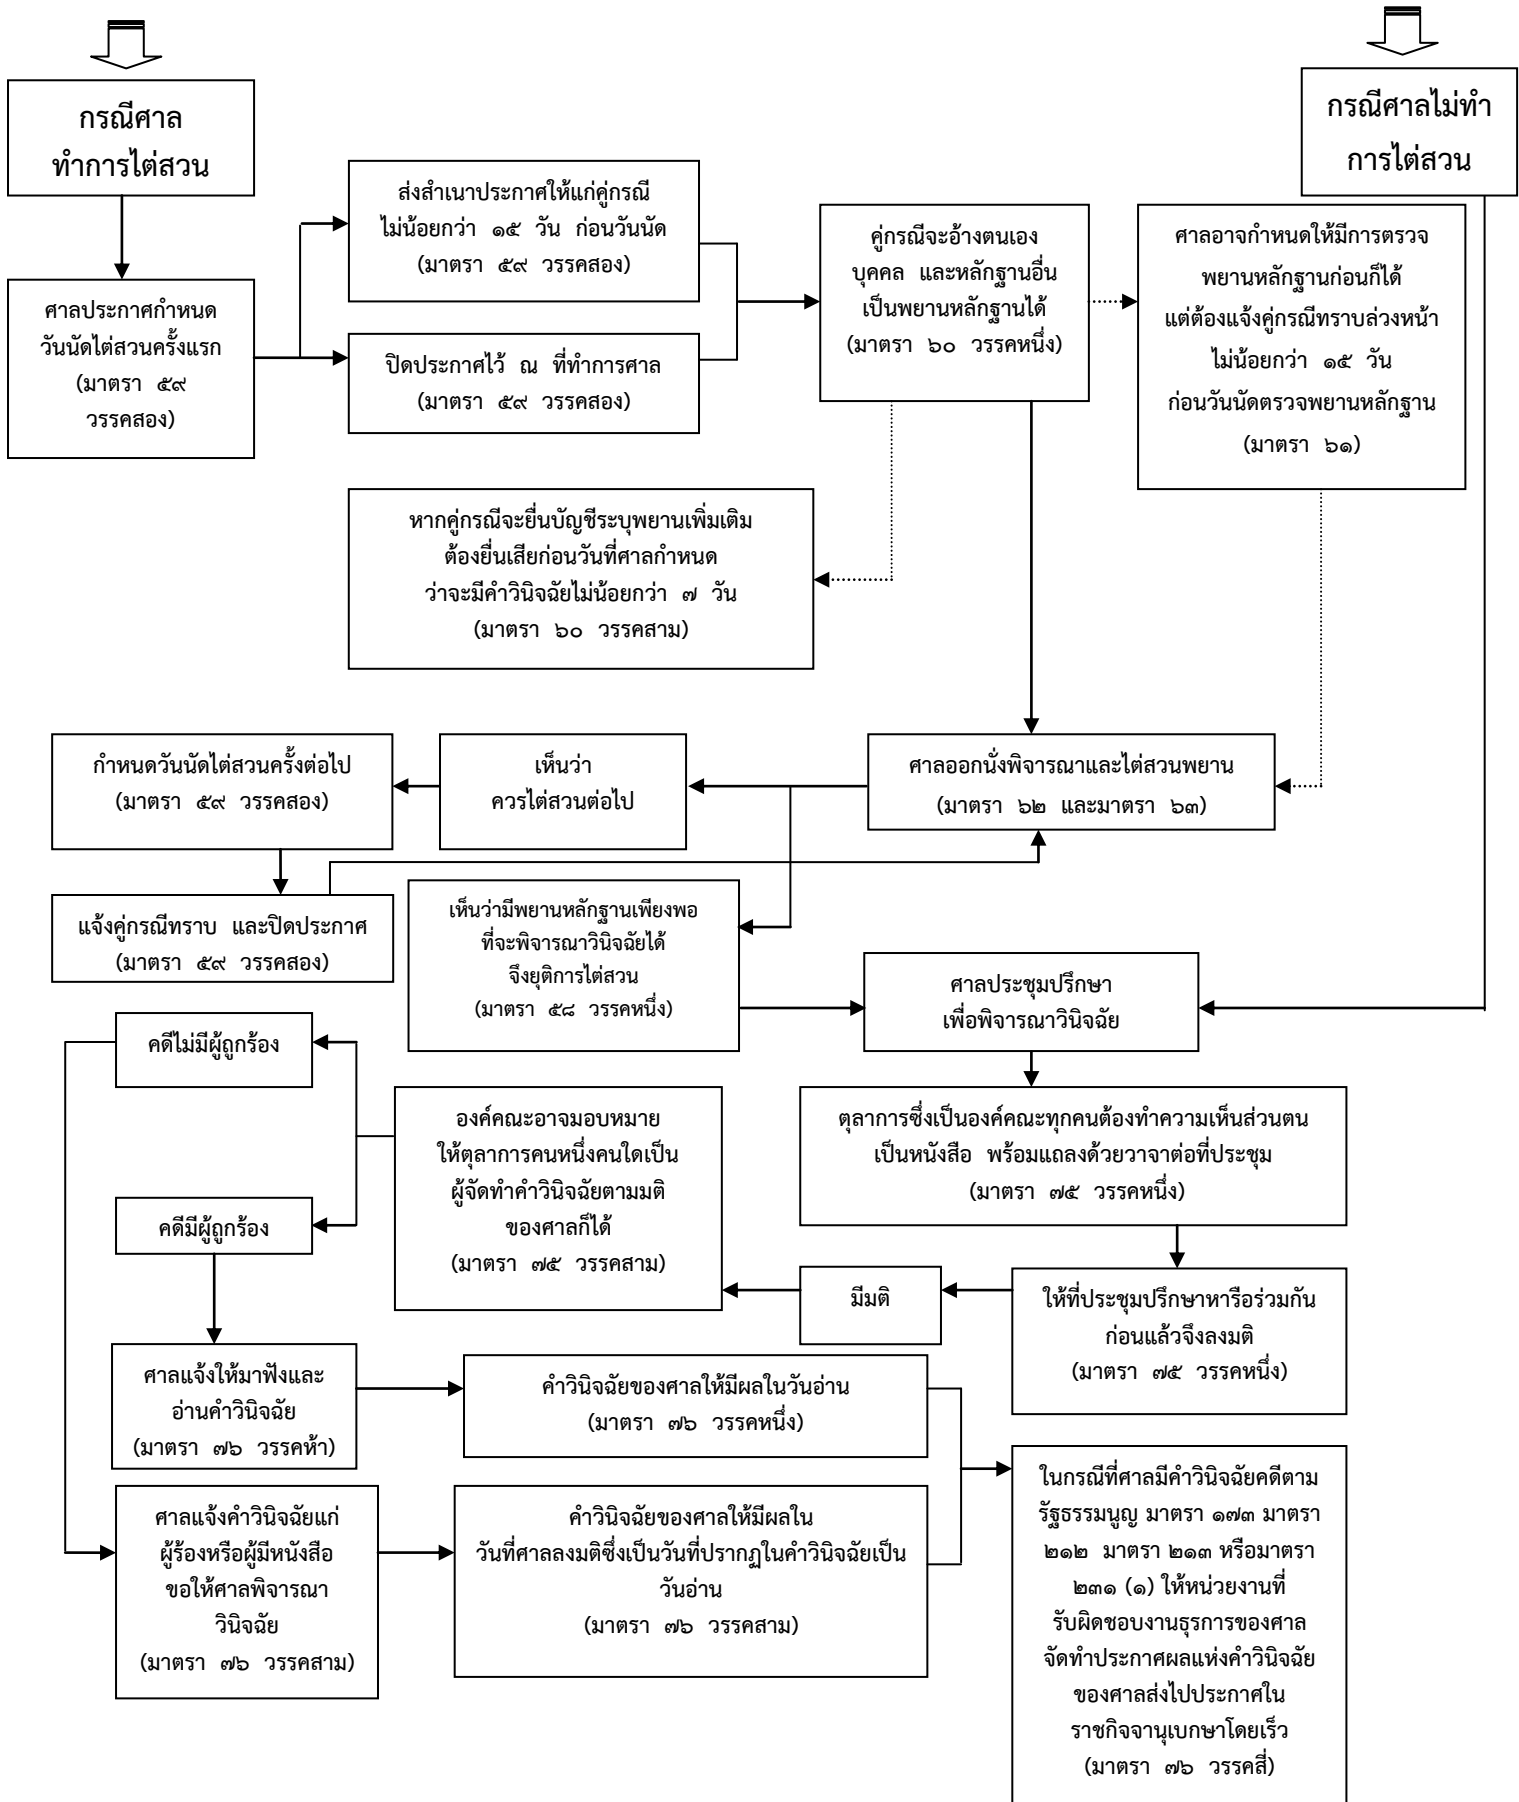 กรณีศาล
ทำการไต่สวน
กรณีศาลไม่ทำ
การไต่สวน
ส่งสำเนาประกาศให้แก่คู่กรณี
ไม่น้อยกว่า ๑๕ วัน ก่อนวันนัด
(มาตรา ๕๙ วรรคสอง)
ศาลประกาศกำหนด
วันนัดไต่สวนครั้งแรก
(มาตรา ๕๙
วรรคสอง)
ปิดประกาศไว้ ณ ที่ทำการศาล
(มาตรา ๕๙ วรรคสอง)
คู่กรณีจะอ้างตนเอง
บุคคล และหลักฐานอื่น
เป็นพยานหลักฐานได้
(มาตรา ๖๐ วรรคหนึ่ง)
ศาลอาจกำหนดให้มีการตรวจ
พยานหลักฐานก่อนก็ได้
แต่ต้องแจ้งคู่กรณีทราบล่วงหน้า
ไม่น้อยกว่า ๑๕ วัน
ก่อนวันนัดตรวจพยานหลักฐาน
(มาตรา ๖๑)
หากคู่กรณีจะยื่นบัญชีระบุพยานเพิ่มเติม
ต้องยื่นเสียก่อนวันที่ศาลกำหนด
ว่าจะมีคำวินิจฉัยไม่น้อยกว่า ๗ วัน
(มาตรา ๖๐ วรรคสาม)
กำหนดวันนัดไต่สวนครั้งต่อไป
(มาตรา ๕๙ วรรคสอง)
เห็นว่า
ควรไต่สวนต่อไป
ศาลออกนั่งพิจารณาและไต่สวนพยาน
(มาตรา ๖๒ และมาตรา ๖๓)
แจ้งคู่กรณีทราบ และปิดประกาศ
(มาตรา ๕๙ วรรคสอง)
เห็นว่ามีพยานหลักฐานเพียงพอ
ที่จะพิจารณาวินิจฉัยได้
จึงยุติการไต่สวน
(มาตรา ๕๘ วรรคหนึ่ง)
ศาลประชุมปรึกษา
เพื่อพิจารณาวินิจฉัย
คดีไม่มีผู้ถูกร้อง
องค์คณะอาจมอบหมาย
ให้ตุลาการคนหนึ่งคนใดเป็น
ผู้จัดทำคำวินิจฉัยตามมติ
ของศาลก็ได้
(มาตรา ๗๕ วรรคสาม)
ตุลาการซึ่งเป็นองค์คณะทุกคนต้องทำความเห็นส่วนตน
เป็นหนังสือ พร้อมแถลงด้วยวาจาต่อที่ประชุม
(มาตรา ๗๕ วรรคหนึ่ง)
คดีมีผู้ถูกร้อง
มีมติ
ให้ที่ประชุมปรึกษาหารือร่วมกัน
ก่อนแล้วจึงลงมติ
(มาตรา ๗๕ วรรคหนึ่ง)
ศาลแจ้งให้มาฟังและ
อ่านคำวินิจฉัย
(มาตรา ๗๖ วรรคห้า)
คำวินิจฉัยของศาลให้มีผลในวันอ่าน
(มาตรา ๗๖ วรรคหนึ่ง)
ศาลแจ้งคำวินิจฉัยแก่
ผู้ร้องหรือผู้มีหนังสือ
ขอให้ศาลพิจารณา
วินิจฉัย
(มาตรา ๗๖ วรรคสาม)
คำวินิจฉัยของศาลให้มีผลใน
วันที่ศาลลงมติซึ่งเป็นวันที่ปรากฏในคำวินิจฉัยเป็น
วันอ่าน
(มาตรา ๗๖ วรรคสาม)
ในกรณีที่ศาลมีคำวินิจฉัยคดีตาม
รัฐธรรมนูญ มาตรา ๑๗๓ มาตรา
๒๑๒ มาตรา ๒๑๓ หรือมาตรา
๒๓๑ (๑) ให้หน่วยงานที่
รับผิดชอบงานธุรการของศาล
จัดทำประกาศผลแห่งคำวินิจฉัย
ของศาลส่งไปประกาศใน
ราชกิจจานุเบกษาโดยเร็ว
(มาตรา ๗๖ วรรคสี่)